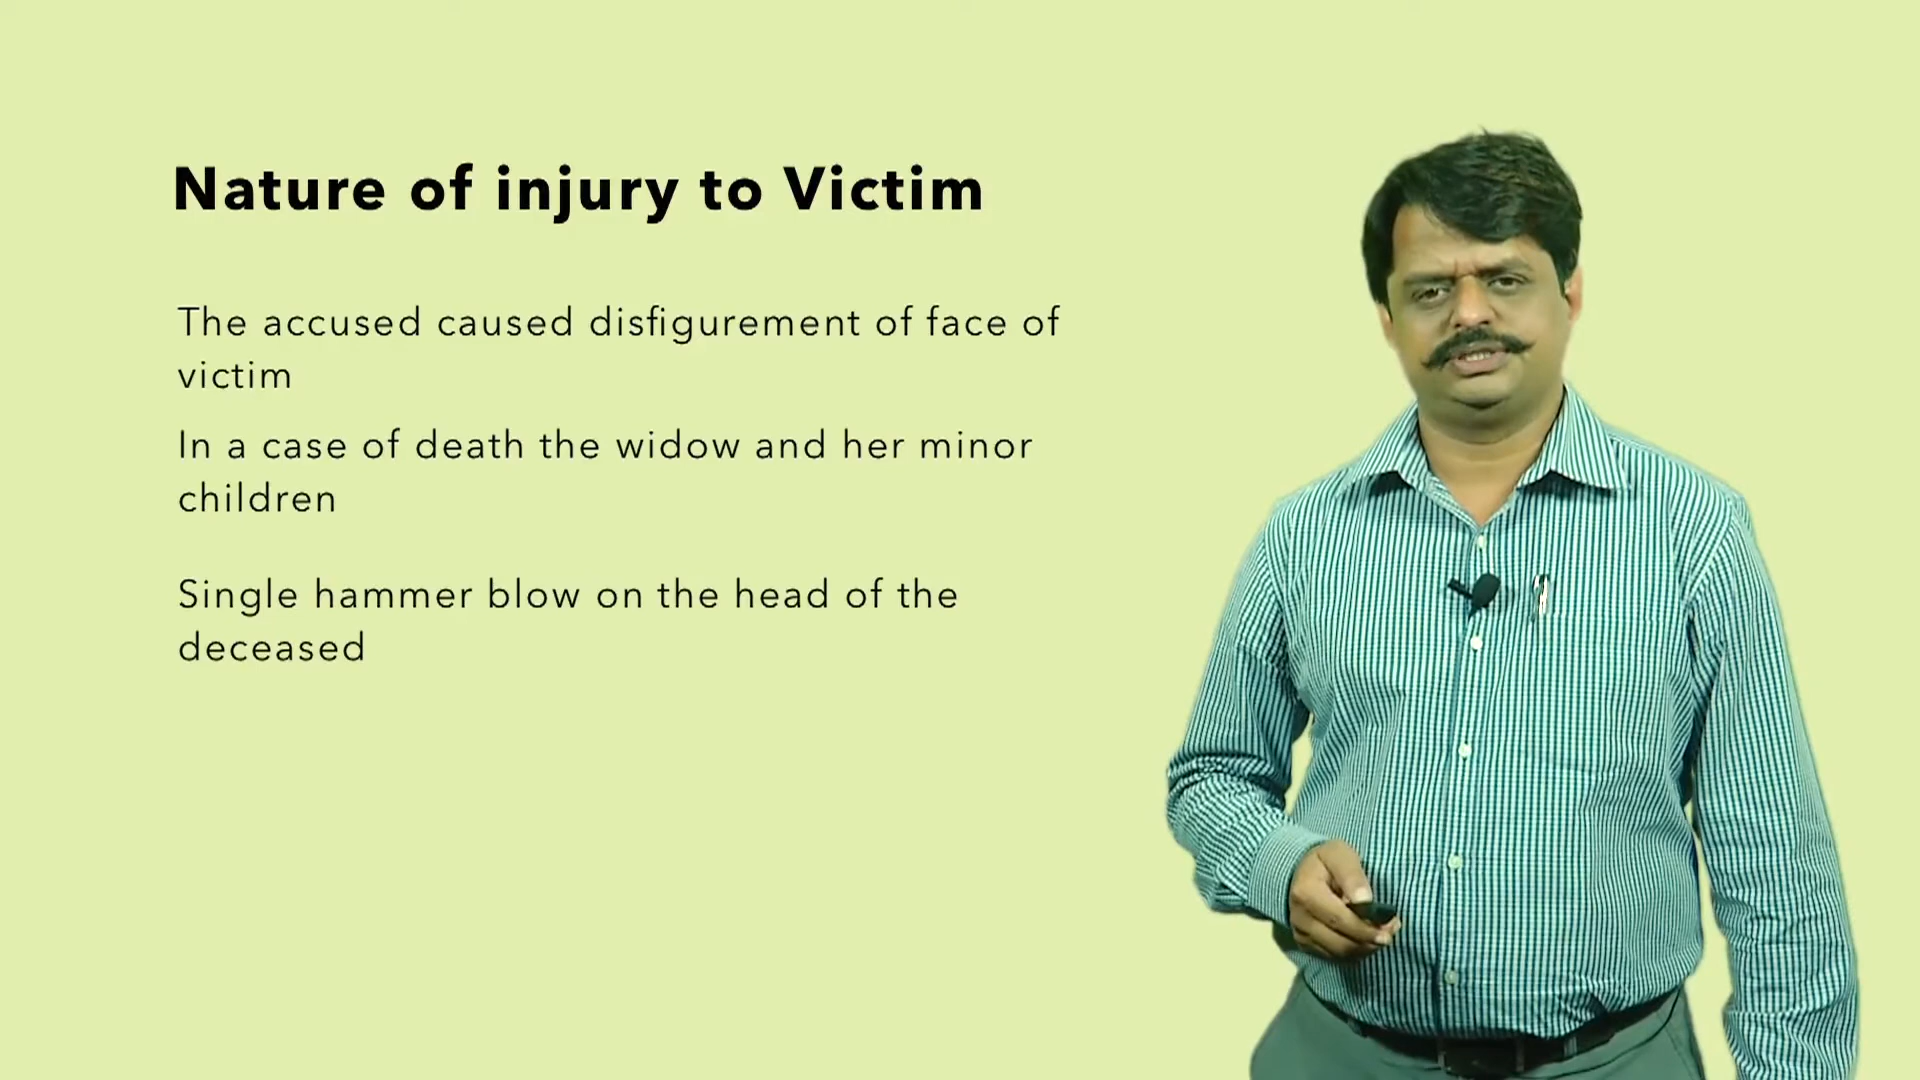 Nature of injury to Victim
The accused caused disfigurement of face of
victim
In a case of death the widow and her minor
children
Single hammer blow on the head of the
deceased